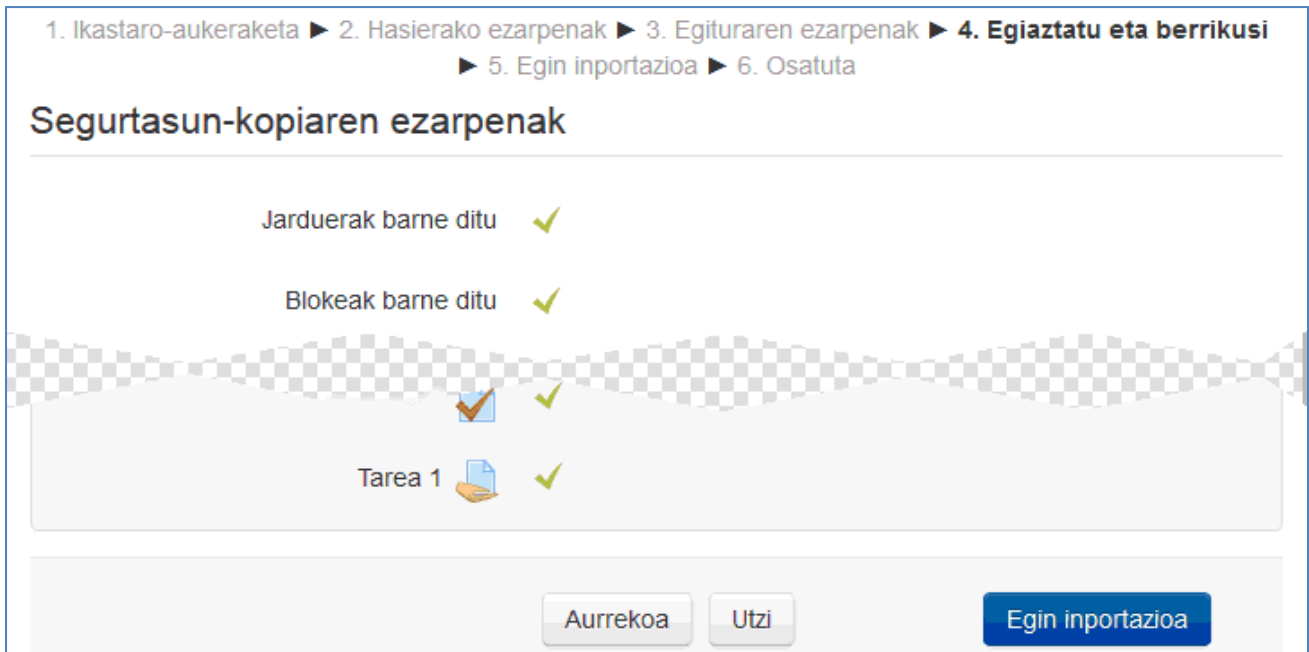 1. Ikastaro-aukeraketa ► 2. Hasierako ezarpenak ► 3. Egituraren ezarpenak ► 4. Egiaztatu eta berrikusi
► 5. Egin inportazioa ► 6. Osatuta
Segurtasun-kopiaren ezarpenak
Jarduerak barne ditu
Blokeak barne ditu
Tarea 1
Aurrekoa Utzi Egin inportazioa